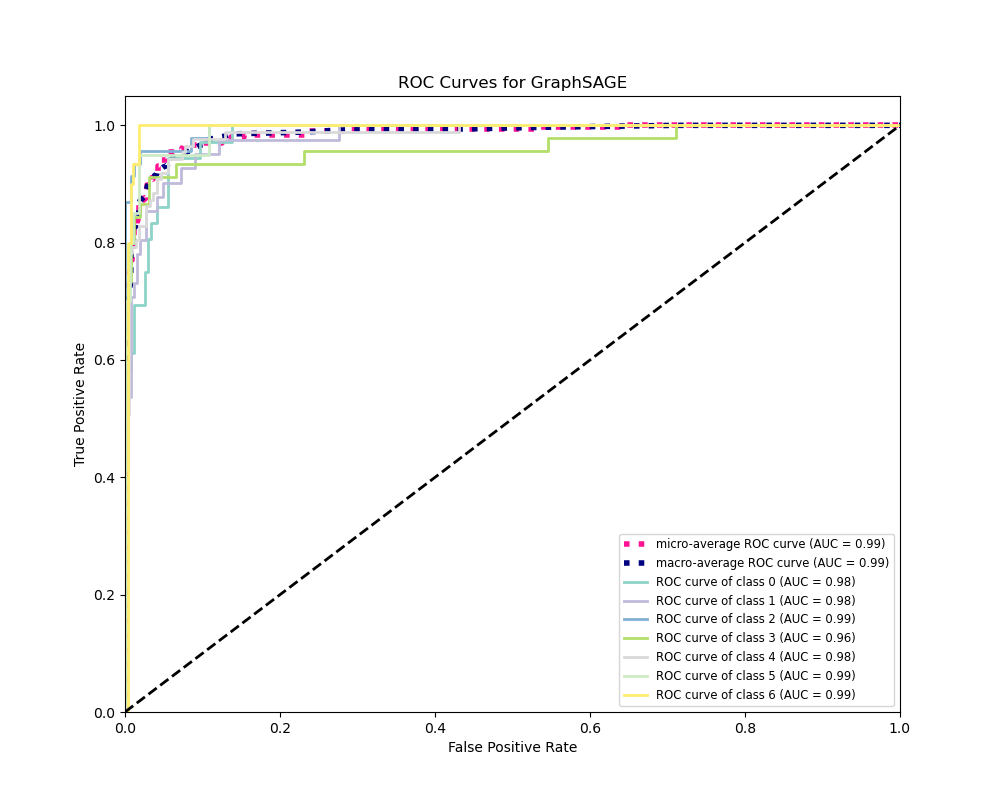 ROC Curves for GraphSAGE
True Positive Rate
1.0
0.8
0.6
0.4
0.2
0.0
micro-average ROC curve (AUC = 0.99)
macro-average ROC curve (AUC = 0.99)
ROC curve of class 0 (AUC = 0.98)
ROC curve of class 1 (AUC = 0.98)
ROC curve of class 2 (AUC = 0.99)
ROC curve of class 3 (AUC = 0.96)
ROC curve of class 4 (AUC = 0.98)
ROC curve of class 5 (AUC = 0.99)
ROC curve of class 6 (AUC = 0.99)
0.0 0.2 0.4 0.6 0.8 1.0
False Positive Rate